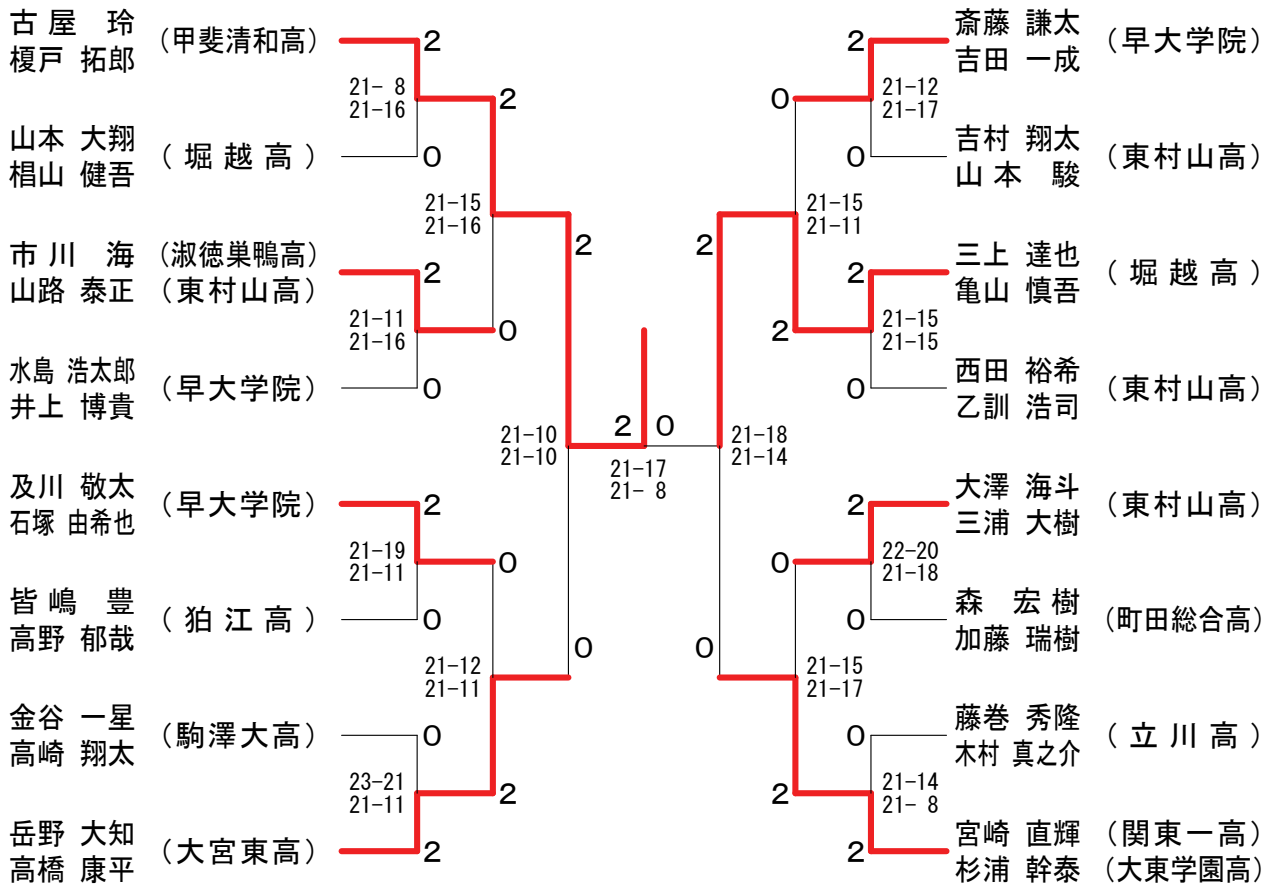 古屋 玲
榎戸 拓郎
(甲斐清和高)
2
21- 8
21-16
2
山本 大翔
椙山 健吾
(堀越高)
0
21-15
21-16
2
市川 海
山路 泰正
(淑徳巣鴨高)
(東村山高)
2
21-11
21-16
0
水島 浩太郎
井上 博貴
(早大学院)
0
21-10
21-10
及川 敬太
石塚 由希也
(早大学院)
2
21-19
21-11
0
皆嶋 豊
高野 郁哉
(狛江高)
0
21-12
21-11
0
金谷 一星
高崎 翔太
(駒澤大高)
0
23-21
21-11
2
岳野 大知
高橋 康平
(大宮東高)
2
2 0
21-17
21- 8
斎藤 謙太
吉田 一成
(早大学院)
2
21-12
21-17
0
吉村 翔太
山本 駿
(東村山高)
0
21-15
21-11
2
三上 達也
亀山 慎吾
(堀越高)
2
21-15
21-15
2
西田 裕希
乙訓 浩司
(東村山高)
0
21-18
21-14
大澤 海斗
三浦 大樹
(東村山高)
2
22-20
21-18
0
森 宏樹
加藤 瑞樹
(町田総合高)
0
21-15
21-17
0
藤巻 秀隆
木村 真之介
(立川高)
0
21-14
21- 8
2
宮崎 直輝
杉浦 幹泰
(関東一高)
(大東学園高)
2